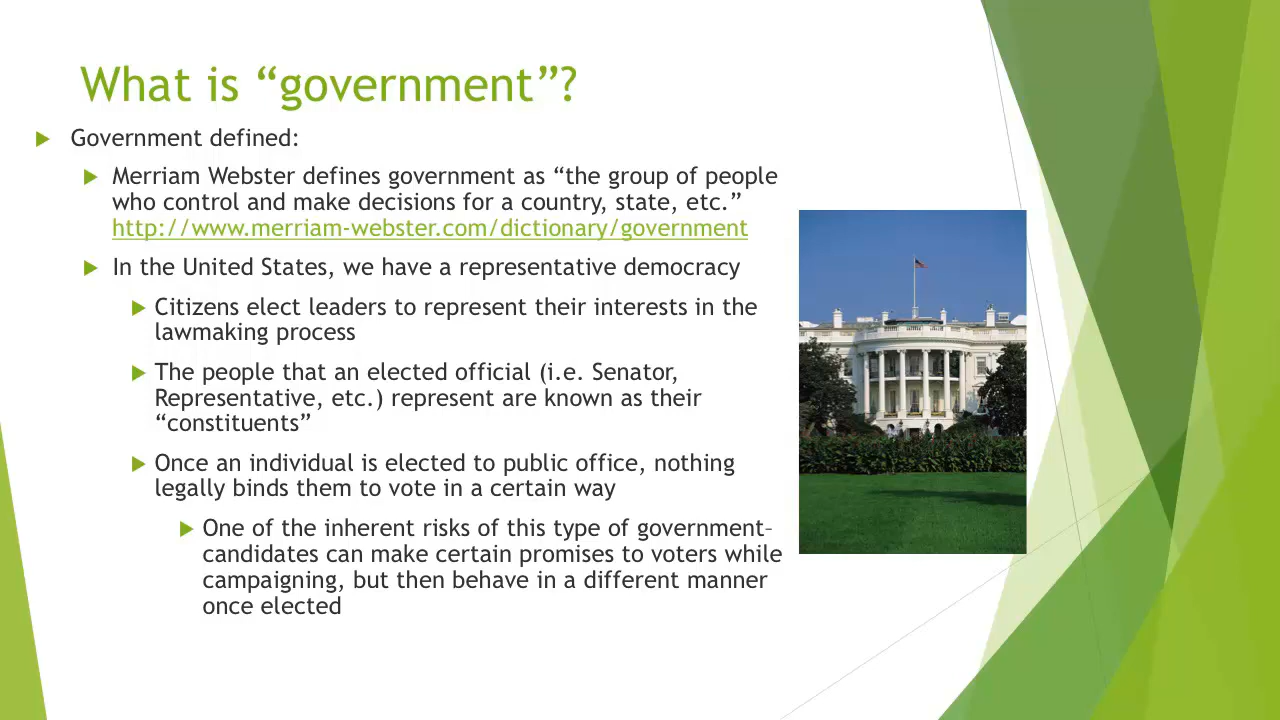 What is “government”?
Government defined:
Merriam Webster defines government as “the group of people
who control and make decisions for a country, state, etc.”
http://www.merriam-webster.com/dictionary/government
In the United States, we have a representative democracy
Citizens elect leaders to represent their interests in the
lawmaking process
The people that an elected official (i.e. Senator,
Representative, etc.) represent are known as their
“constituents”
Once an individual is elected to public office, nothing
legally binds them to vote in a certain way
One of the inherent risks of this type of government–
candidates can make certain promises to voters while
campaigning, but then behave in a different manner
once elected